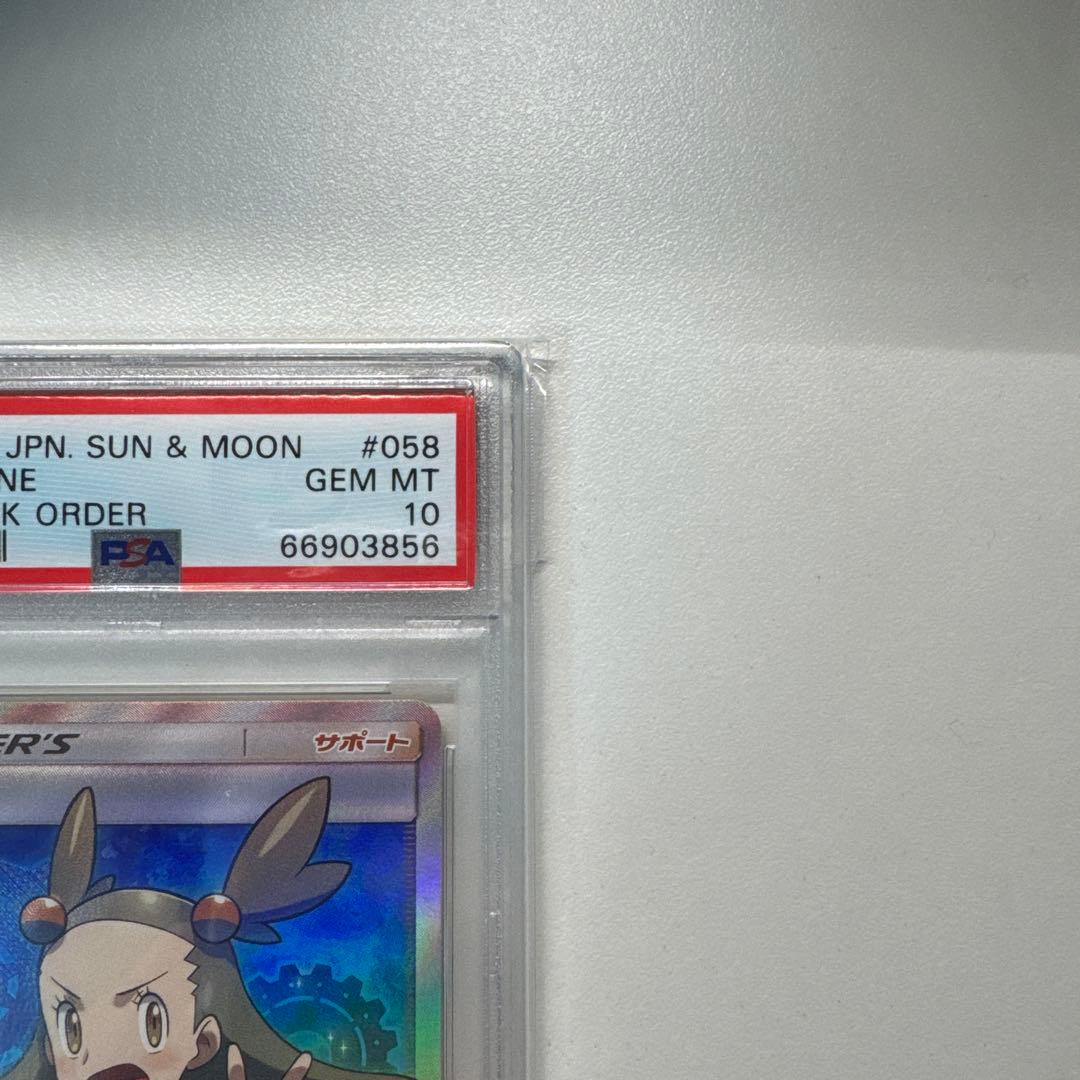 JPN. SUN & MOON #058
NE GEM MT
K ORDER 10
PSA 66903856
ER'S サポート